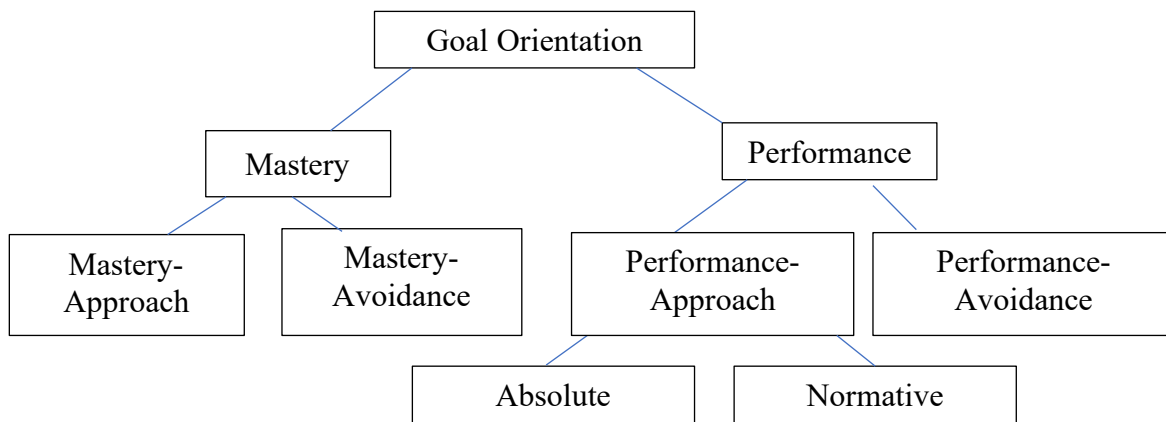 Goal Orientation
Mastery
Performance
Mastery-
Approach
Mastery-
Avoidance
Performance-
Approach
Performance-
Avoidance
Absolute
Normative